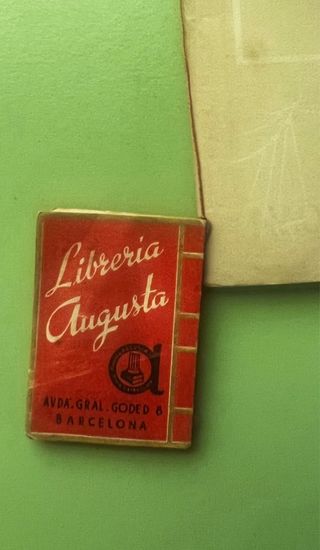 Libreria
Augusta
AVDA. GRAL. GODED 8
BARCELONA